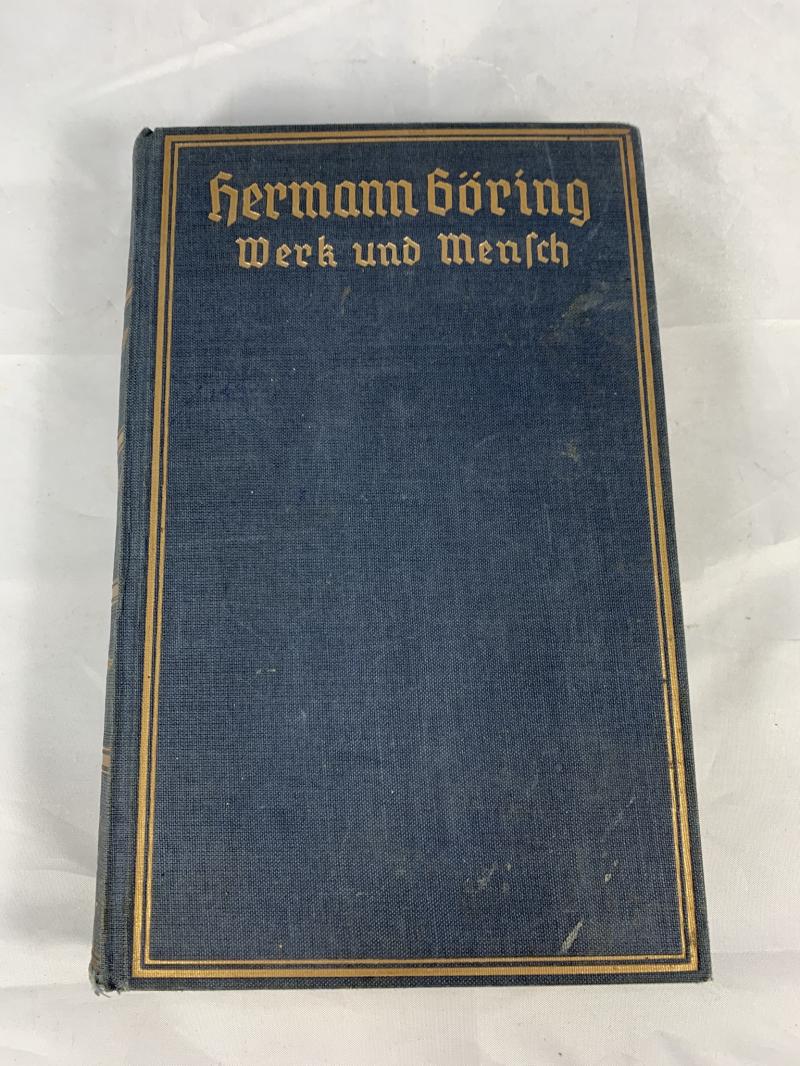 Hermann Göring
Werk und Menſch